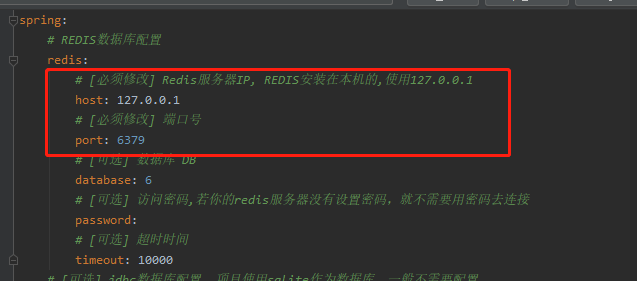 spring:
# REDIS数据库配置
redis:
# [必须修改] Redis服务器IP, REDIS安装在本机的,使用127.0.0.1
host: 127.0.0.1
# [必须修改] 端口号
port: 6379
# [可选] 数据库 DB
database: 6
# [可选] 访问密码,若你的redis服务器没有设置密码，就不需要用密码去连接
password:
# [可选] 超时时间
timeout: 10000
# [可选] jdbc数据库配置, 项目使用sqlite作为数据库，一般不需要配置